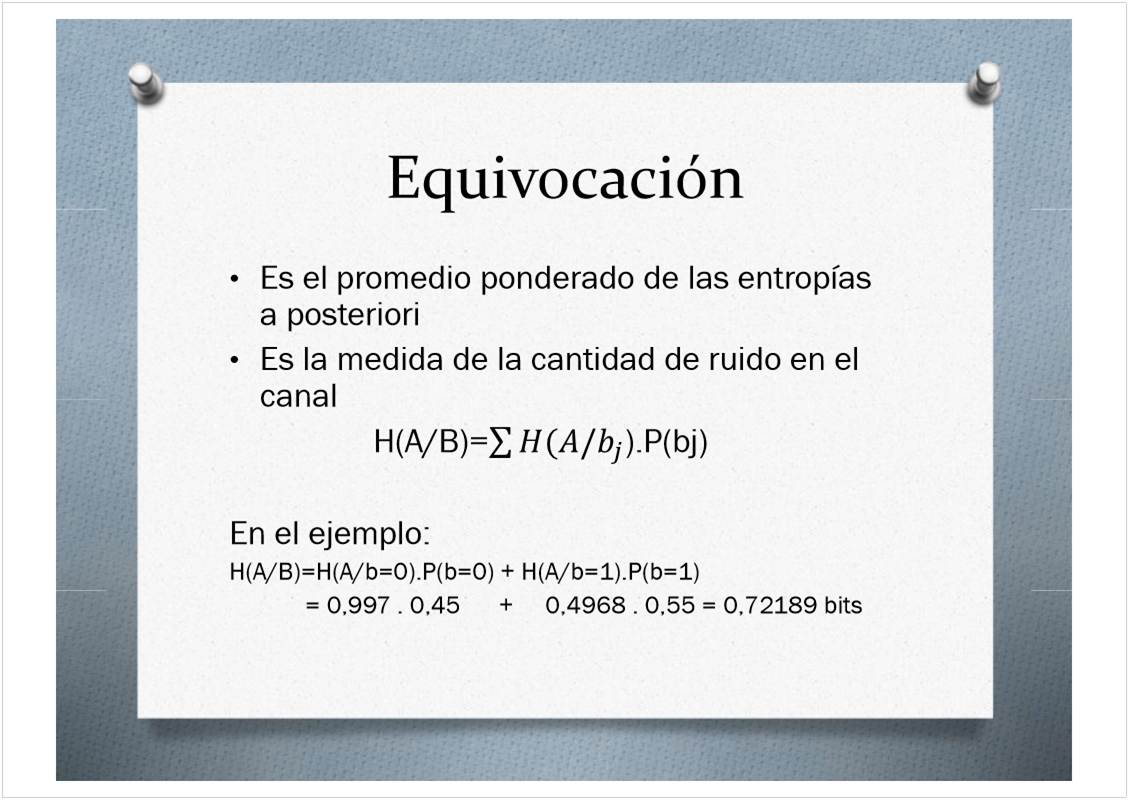 Equivocación
• Es el promedio ponderado de las entropías
a posteriori
• Es la medida de la cantidad de ruido en el
canal
H(A/B)=∑ 𝐻(𝐴/𝑏𝑗).P(bj)
En el ejemplo:
H(A/B)=H(A/b=0).P(b=0) + H(A/b=1).P(b=1)
= 0,997 . 0,45 + 0,4968 . 0,55 = 0,72189 bits